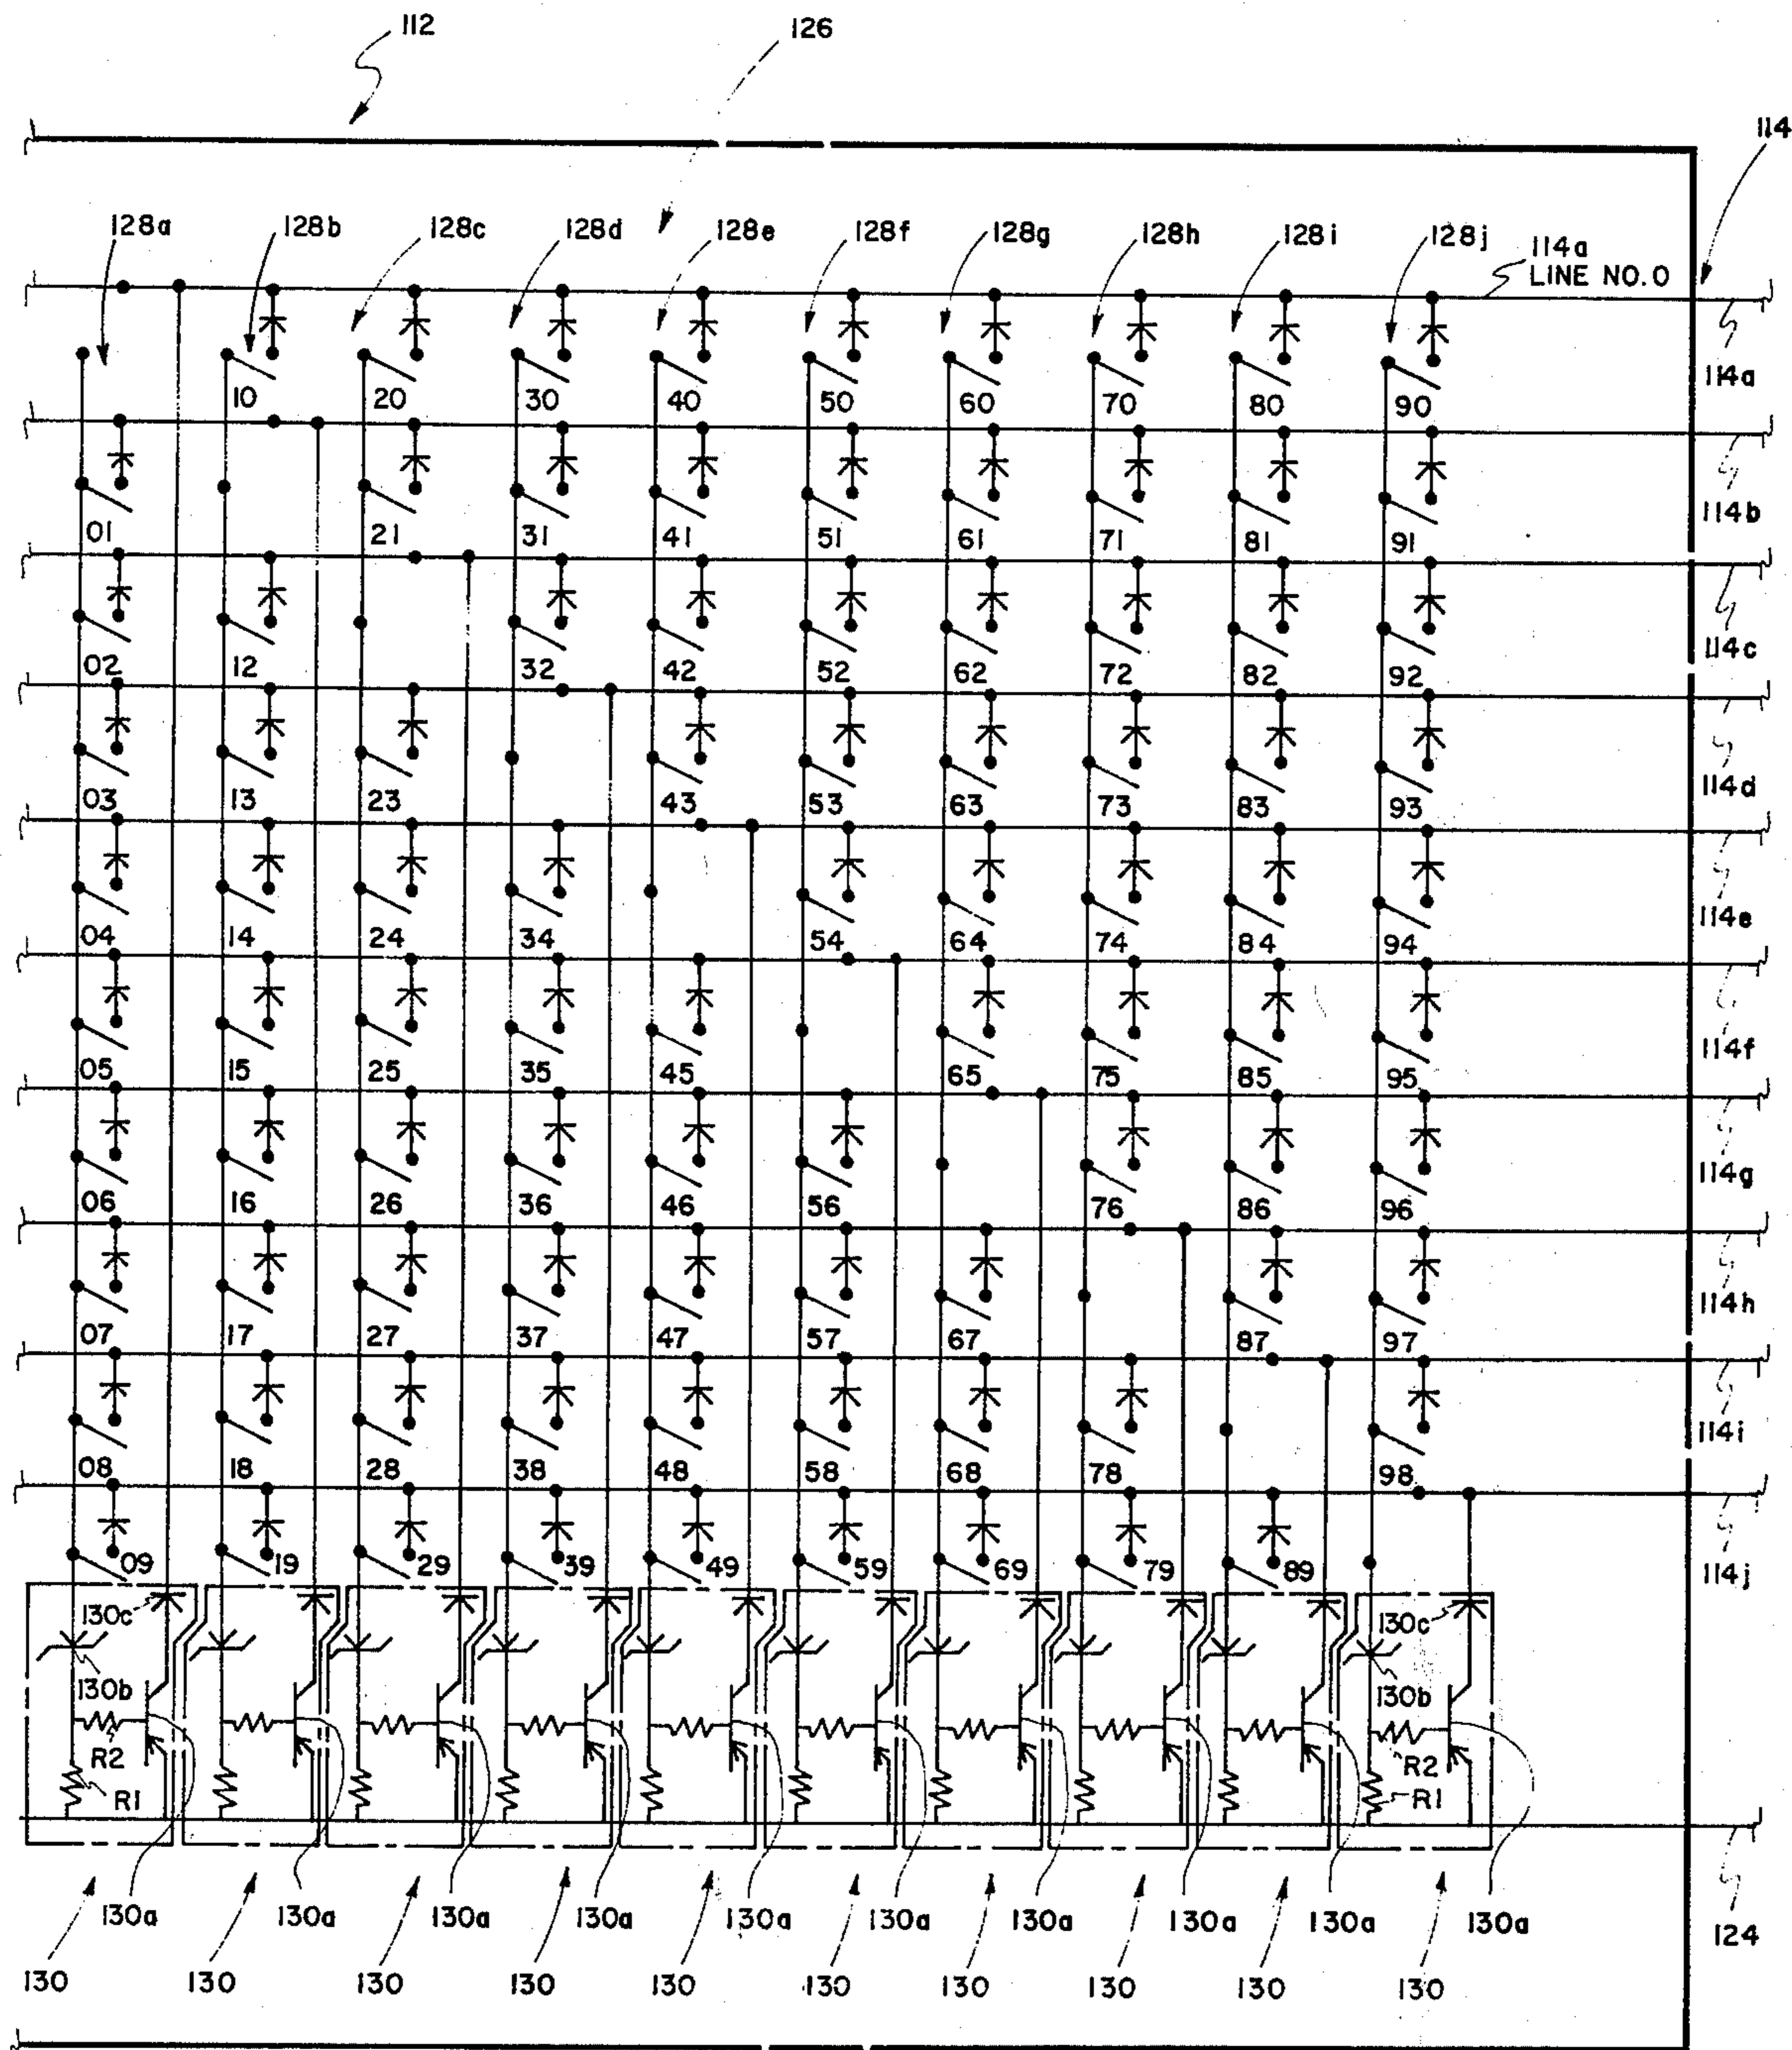 112
126
114
128a 128b 128c 128d 128e 128f 128g 128h 128i 128j
114a
LINE NO. 0
10 20 30 40 50 60 70 80 90
114a
01 21 31 41 51 61 71 81 91
114b
02 12 32 42 52 62 72 82 92
114c
03 13 23 43 53 63 73 83 93
114d
04 14 24 34 54 64 74 84 94
114e
05 15 25 35 45 65 75 85 95
114f
06 16 26 36 46 56 76 86 96
114g
07 17 27 37 47 57 67 87 97
114h
08 18 28 38 48 58 68 78 98
114i
09 19 29 39 49 59 69 79 89
114j
130c 130c
130b 130b
R2 R2
R1 R1
130a 130a 130a 130a 130a 130a 130a 130a 130a 130a
124
130 130 130 130 130 130 130 130 130 130